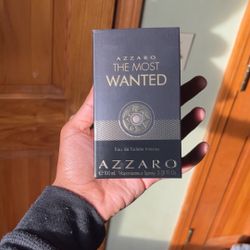 AZZARO
THE MOST
WANTED
Eau de Toilette Intense
AZZARO